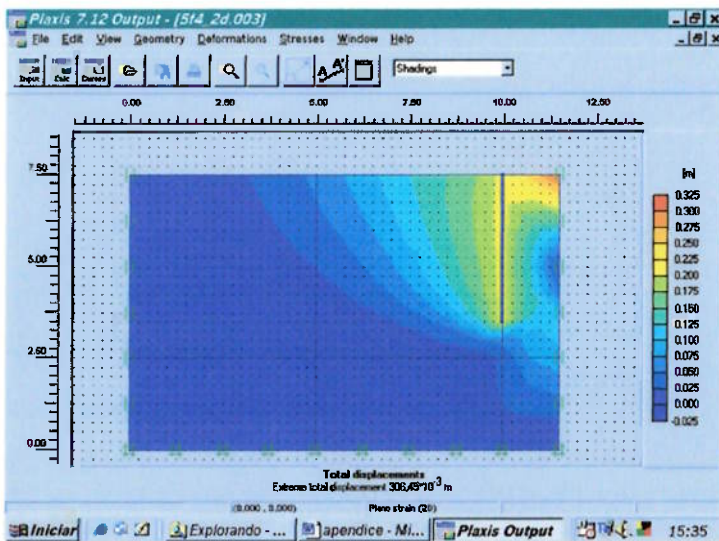 Plaxis 7.12 Output - [5f4_2d.003]
File Edit View Geometry Deformations Stresses Window Help
Input Calc Curves Shadings
0.00 2.50 5.00 7.50 10.00 12.50
7.50
5.00
2.50
0.00
[m]
0.325
0.300
0.275
0.250
0.225
0.200
0.175
0.150
0.125
0.100
0.075
0.050
0.025
0.000
-0.025
Total displacements
Extreme total displacement 306,45*10-3 m
Plane strain
Iniciar Explorando - ... apendice - Mi... Plaxis Output 15:35